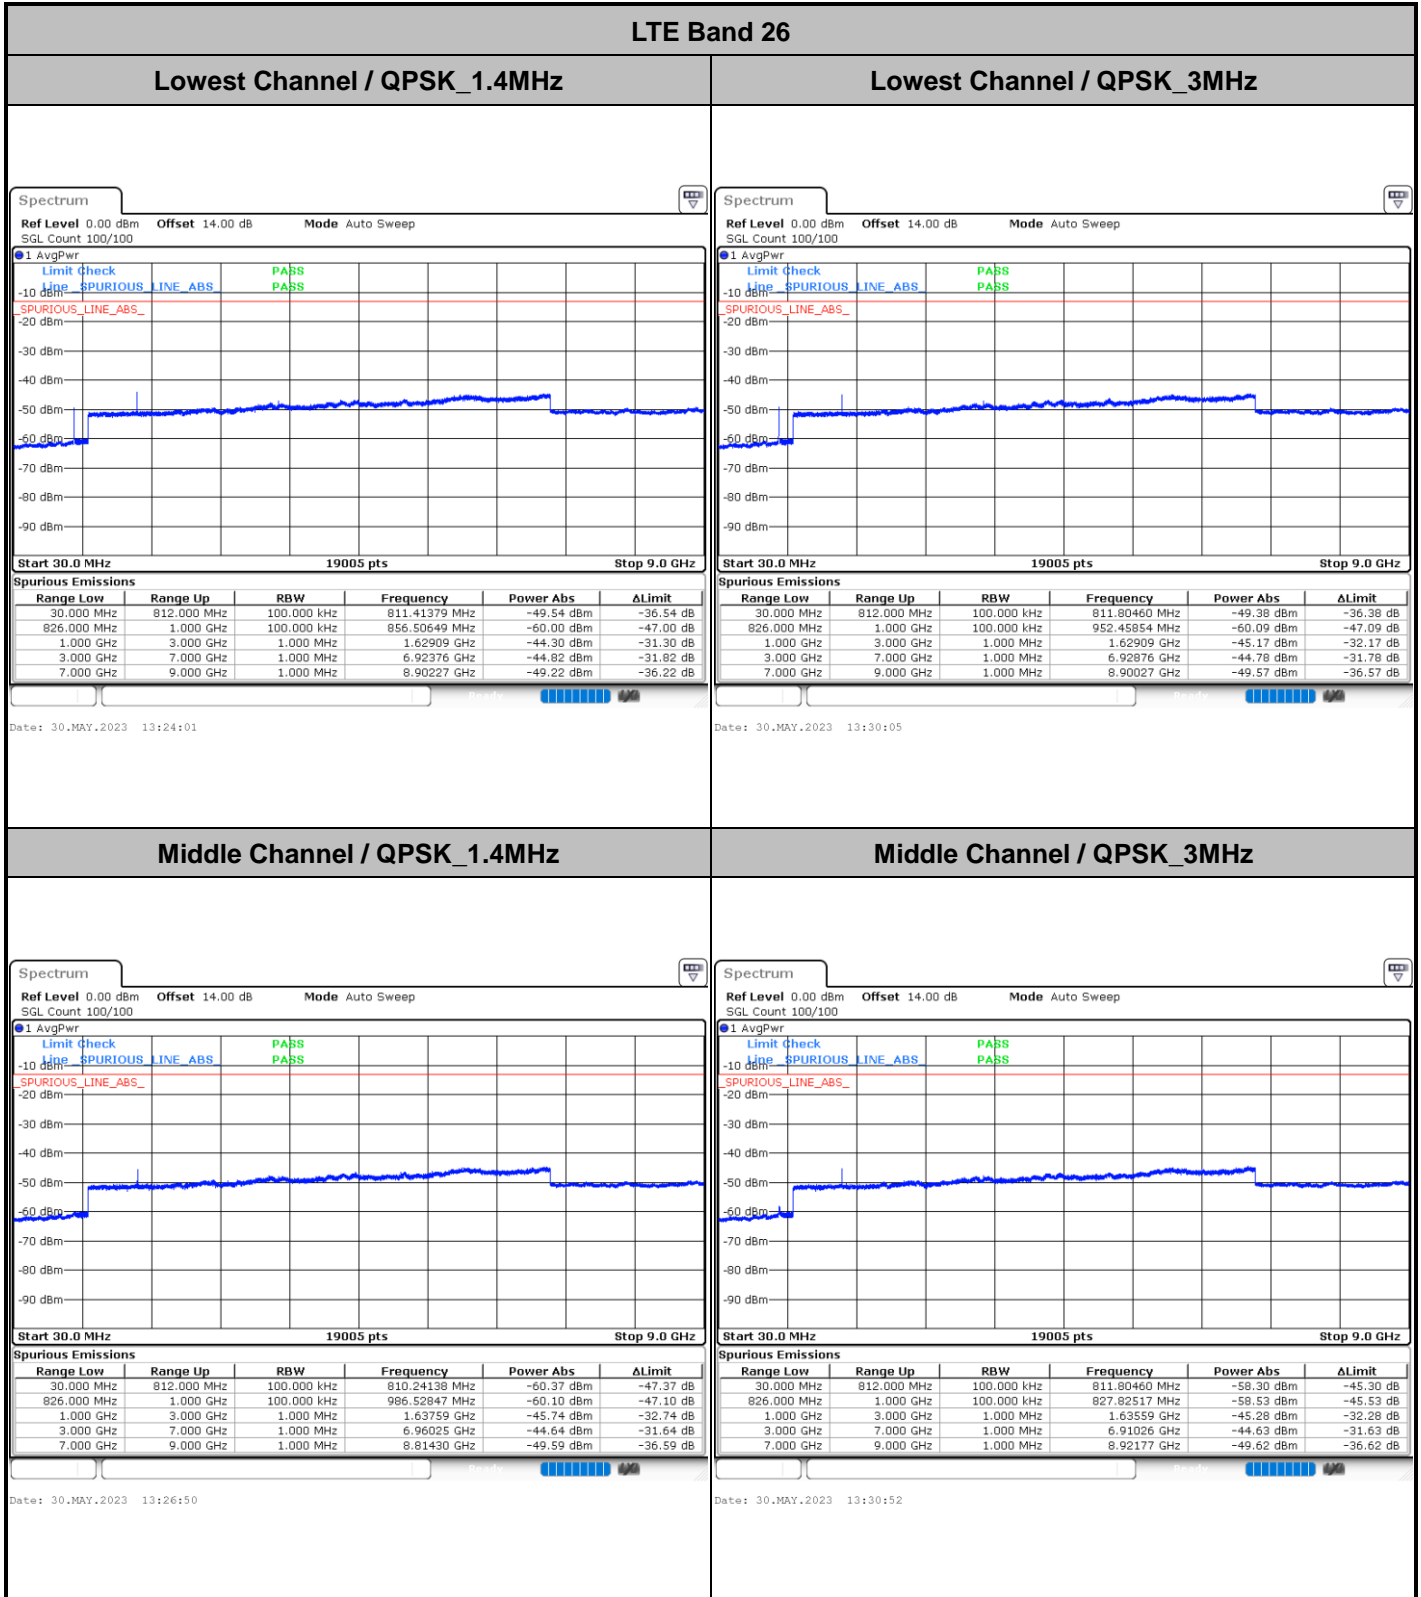 LTE Band 26
Lowest Channel / QPSK_1.4MHz
Lowest Channel / QPSK_3MHz
Spectrum
Ref Level 0.00 dBm Offset 14.00 dB Mode Auto Sweep
SGL Count 100/100
1 AvgPwr
Limit Check PASS
Line _SPURIOUS_LINE_ABS_ PASS
-10 dBm
_SPURIOUS_LINE_ABS_
-20 dBm
-30 dBm
-40 dBm
-50 dBm
-60 dBm
-70 dBm
-80 dBm
-90 dBm
Start 30.0 MHz 19005 pts Stop 9.0 GHz
Spurious Emissions
Range Low Range Up RBW Frequency Power Abs ΔLimit
30.000 MHz 812.000 MHz 100.000 kHz 811.41379 MHz -49.54 dBm -36.54 dB
826.000 MHz 1.000 GHz 100.000 kHz 856.50649 MHz -60.00 dBm -47.00 dB
1.000 GHz 3.000 GHz 1.000 MHz 1.62909 GHz -44.30 dBm -31.30 dB
3.000 GHz 7.000 GHz 1.000 MHz 6.92376 GHz -44.82 dBm -31.82 dB
7.000 GHz 9.000 GHz 1.000 MHz 8.90227 GHz -49.22 dBm -36.22 dB
Ready
Date: 30.MAY.2023 13:24:01
Spectrum
Ref Level 0.00 dBm Offset 14.00 dB Mode Auto Sweep
SGL Count 100/100
1 AvgPwr
Limit Check PASS
Line _SPURIOUS_LINE_ABS_ PASS
-10 dBm
_SPURIOUS_LINE_ABS_
-20 dBm
-30 dBm
-40 dBm
-50 dBm
-60 dBm
-70 dBm
-80 dBm
-90 dBm
Start 30.0 MHz 19005 pts Stop 9.0 GHz
Spurious Emissions
Range Low Range Up RBW Frequency Power Abs ΔLimit
30.000 MHz 812.000 MHz 100.000 kHz 811.80460 MHz -49.38 dBm -36.38 dB
826.000 MHz 1.000 GHz 100.000 kHz 952.45854 MHz -60.09 dBm -47.09 dB
1.000 GHz 3.000 GHz 1.000 MHz 1.62909 GHz -45.17 dBm -32.17 dB
3.000 GHz 7.000 GHz 1.000 MHz 6.92876 GHz -44.78 dBm -31.78 dB
7.000 GHz 9.000 GHz 1.000 MHz 8.90027 GHz -49.57 dBm -36.57 dB
Ready
Date: 30.MAY.2023 13:30:05
Middle Channel / QPSK_1.4MHz
Middle Channel / QPSK_3MHz
Spectrum
Ref Level 0.00 dBm Offset 14.00 dB Mode Auto Sweep
SGL Count 100/100
1 AvgPwr
Limit Check PASS
Line _SPURIOUS_LINE_ABS_ PASS
-10 dBm
_SPURIOUS_LINE_ABS_
-20 dBm
-30 dBm
-40 dBm
-50 dBm
-60 dBm
-70 dBm
-80 dBm
-90 dBm
Start 30.0 MHz 19005 pts Stop 9.0 GHz
Spurious Emissions
Range Low Range Up RBW Frequency Power Abs ΔLimit
30.000 MHz 812.000 MHz 100.000 kHz 810.24138 MHz -60.37 dBm -47.37 dB
826.000 MHz 1.000 GHz 100.000 kHz 986.52847 MHz -60.10 dBm -47.10 dB
1.000 GHz 3.000 GHz 1.000 MHz 1.63759 GHz -45.74 dBm -32.74 dB
3.000 GHz 7.000 GHz 1.000 MHz 6.96025 GHz -44.64 dBm -31.64 dB
7.000 GHz 9.000 GHz 1.000 MHz 8.81430 GHz -49.59 dBm -36.59 dB
Ready
Date: 30.MAY.2023 13:26:50
Spectrum
Ref Level 0.00 dBm Offset 14.00 dB Mode Auto Sweep
SGL Count 100/100
1 AvgPwr
Limit Check PASS
Line _SPURIOUS_LINE_ABS_ PASS
-10 dBm
_SPURIOUS_LINE_ABS_
-20 dBm
-30 dBm
-40 dBm
-50 dBm
-60 dBm
-70 dBm
-80 dBm
-90 dBm
Start 30.0 MHz 19005 pts Stop 9.0 GHz
Spurious Emissions
Range Low Range Up RBW Frequency Power Abs ΔLimit
30.000 MHz 812.000 MHz 100.000 kHz 811.80460 MHz -58.30 dBm -45.30 dB
826.000 MHz 1.000 GHz 100.000 kHz 827.82517 MHz -58.53 dBm -45.53 dB
1.000 GHz 3.000 GHz 1.000 MHz 1.63559 GHz -45.28 dBm -32.28 dB
3.000 GHz 7.000 GHz 1.000 MHz 6.91026 GHz -44.63 dBm -31.63 dB
7.000 GHz 9.000 GHz 1.000 MHz 8.92177 GHz -49.62 dBm -36.62 dB
Ready
Date: 30.MAY.2023 13:30:52